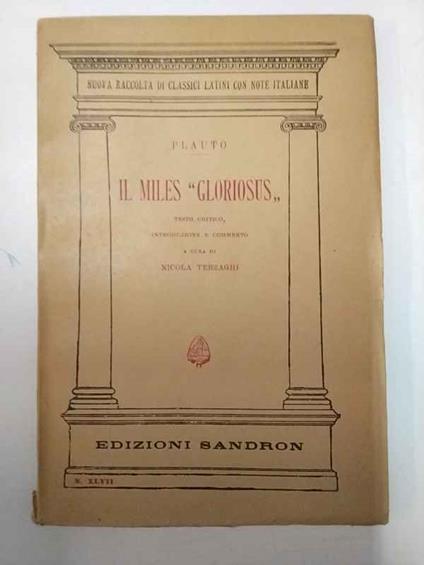 NUOVA RACCOLTA DI CLASSICI LATINI CON NOTE ITALIANE
PLAUTO
IL MILES "GLORIOSUS„
TESTO CRITICO,
INTRODUZIONE E COMMENTO
A CURA DI
NICOLA TERZAGHI
EDIZIONI SANDRON
N. XLVII